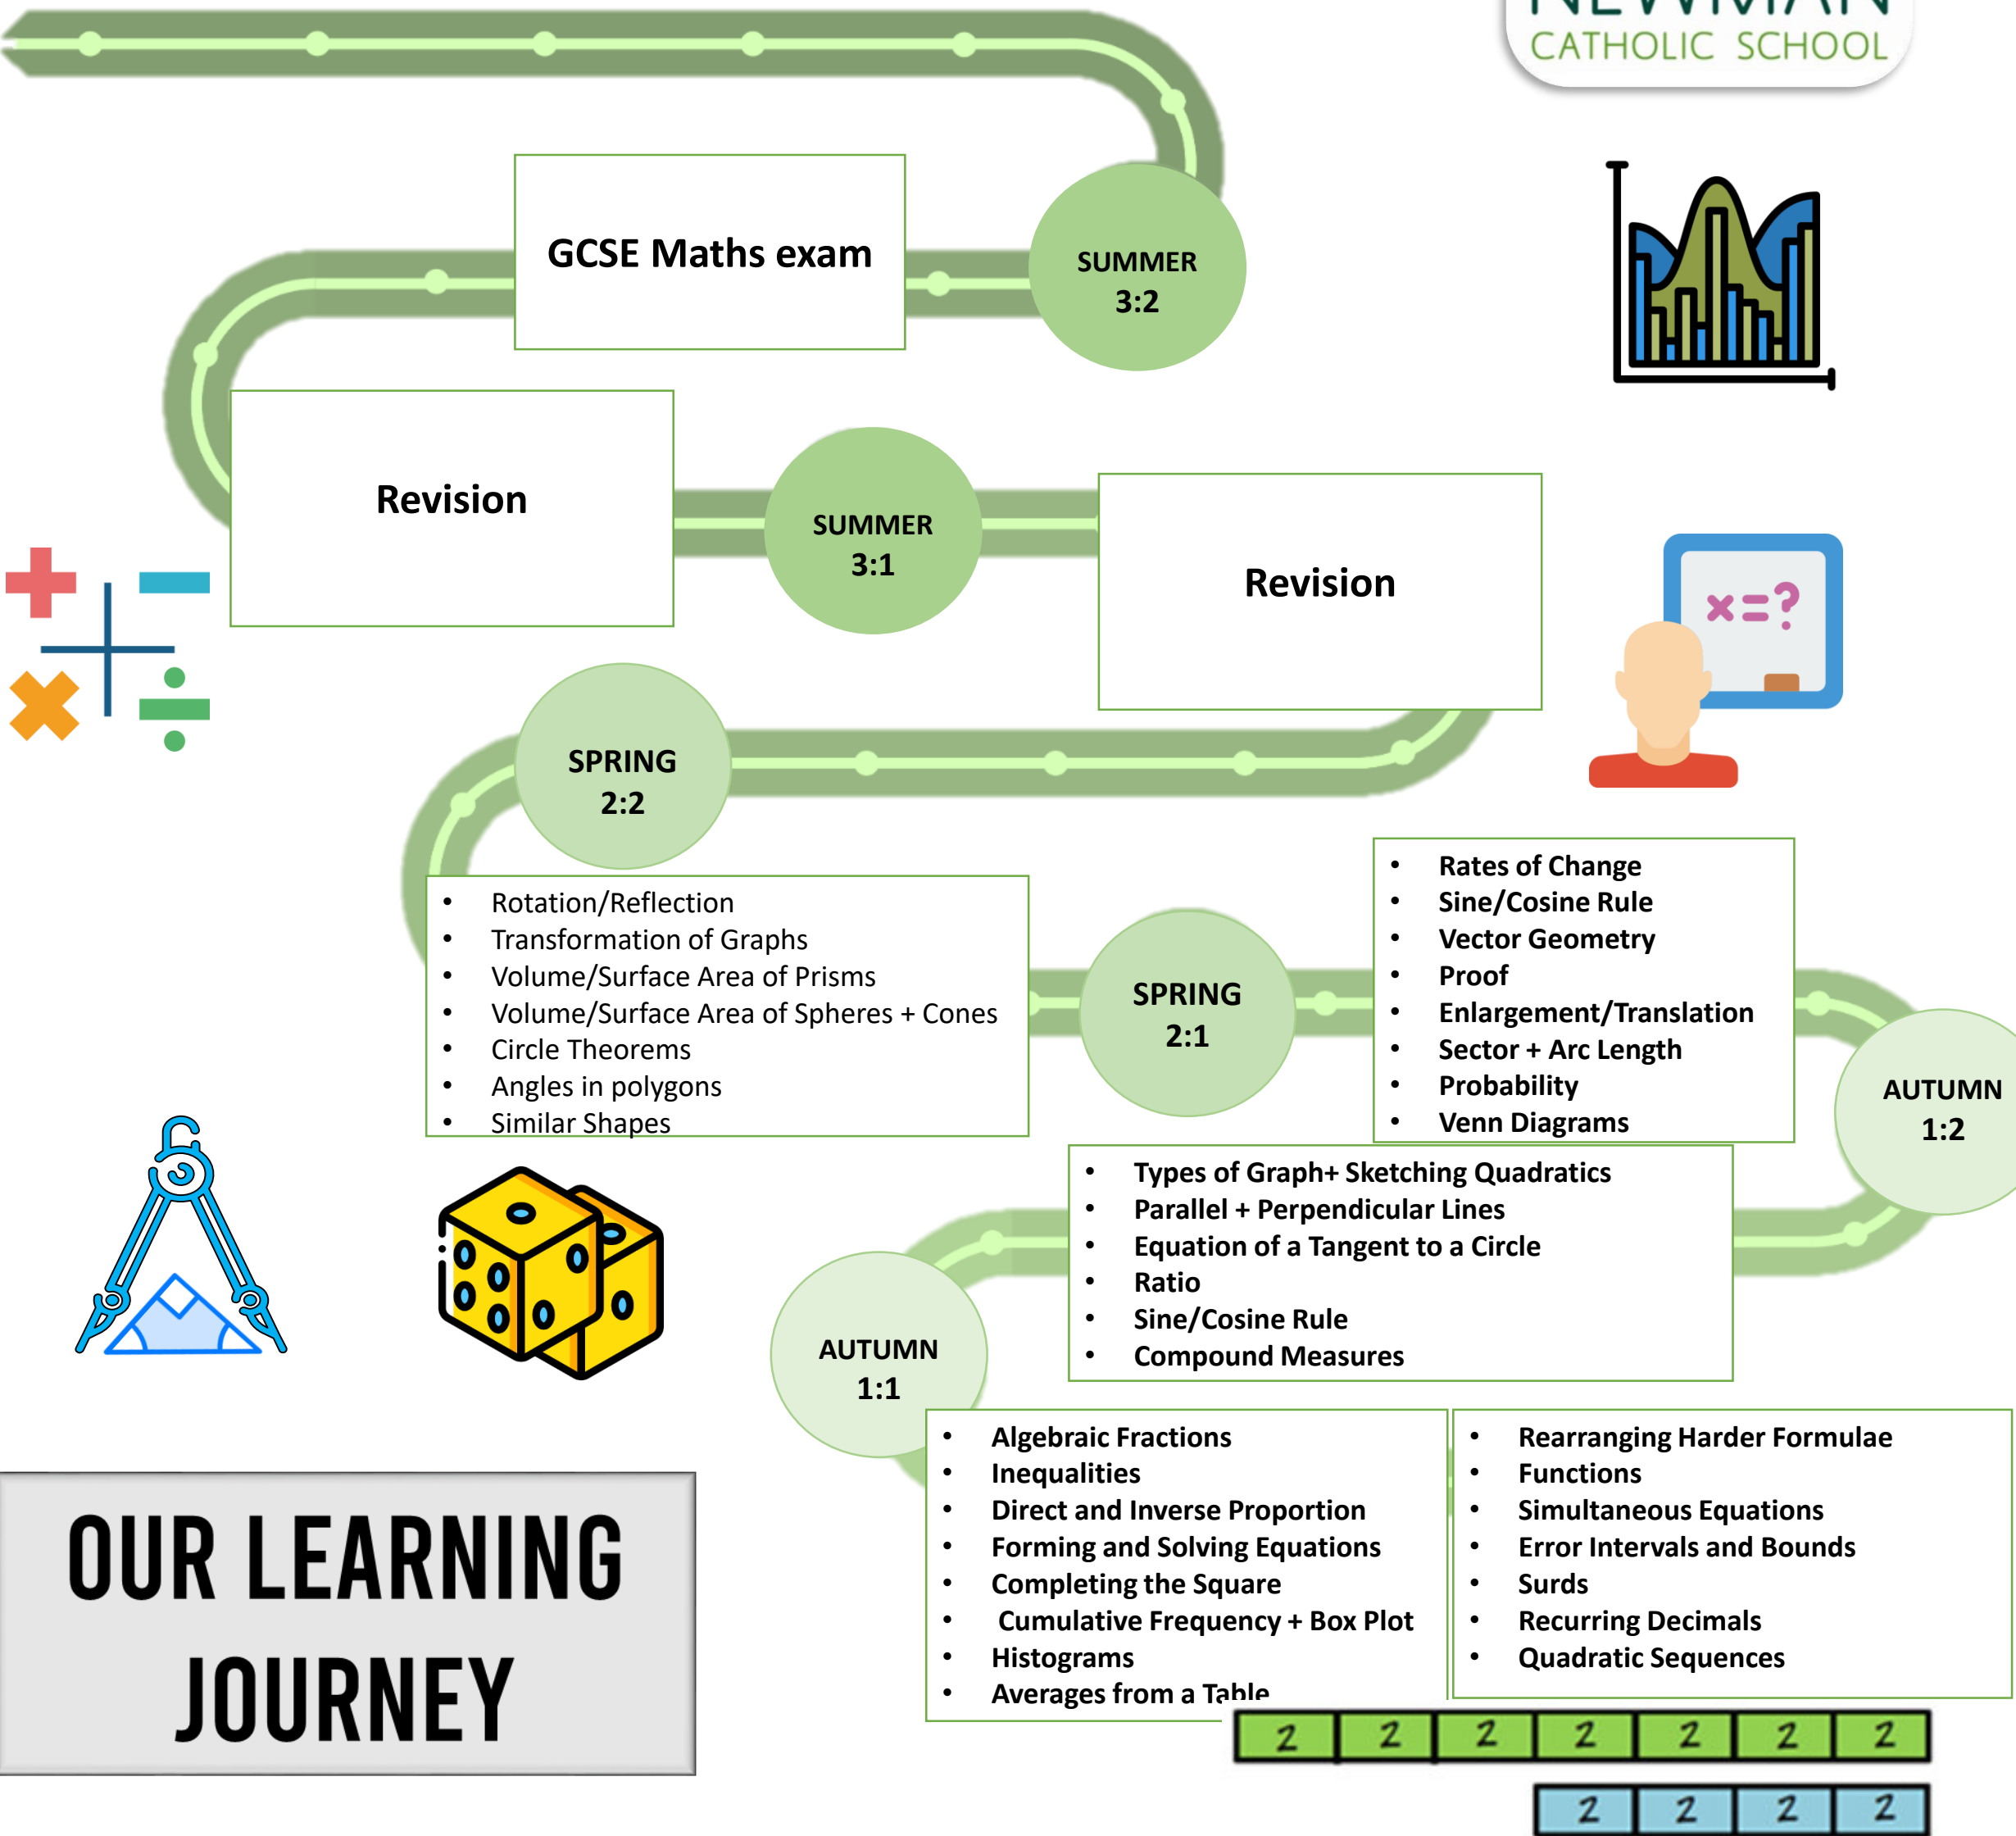 NEWMAN
CATHOLIC SCHOOL
GCSE Maths exam
SUMMER
3:2
Revision
SUMMER
3:1
Revision
x=?
SPRING
2:2
• Rotation/Reflection
• Transformation of Graphs
• Volume/Surface Area of Prisms
• Volume/Surface Area of Spheres + Cones
• Circle Theorems
• Angles in polygons
• Similar Shapes
SPRING
2:1
• Rates of Change
• Sine/Cosine Rule
• Vector Geometry
• Proof
• Enlargement/Translation
• Sector + Arc Length
• Probability
• Venn Diagrams
AUTUMN
1:2
• Types of Graph+ Sketching Quadratics
• Parallel + Perpendicular Lines
• Equation of a Tangent to a Circle
• Ratio
• Sine/Cosine Rule
• Compound Measures
AUTUMN
1:1
• Algebraic Fractions
• Inequalities
• Direct and Inverse Proportion
• Forming and Solving Equations
• Completing the Square
• Cumulative Frequency + Box Plot
• Histograms
• Averages from a Table
• Rearranging Harder Formulae
• Functions
• Simultaneous Equations
• Error Intervals and Bounds
• Surds
• Recurring Decimals
• Quadratic Sequences
OUR LEARNING
JOURNEY
2 2 2 2 2 2 2
2 2 2 2